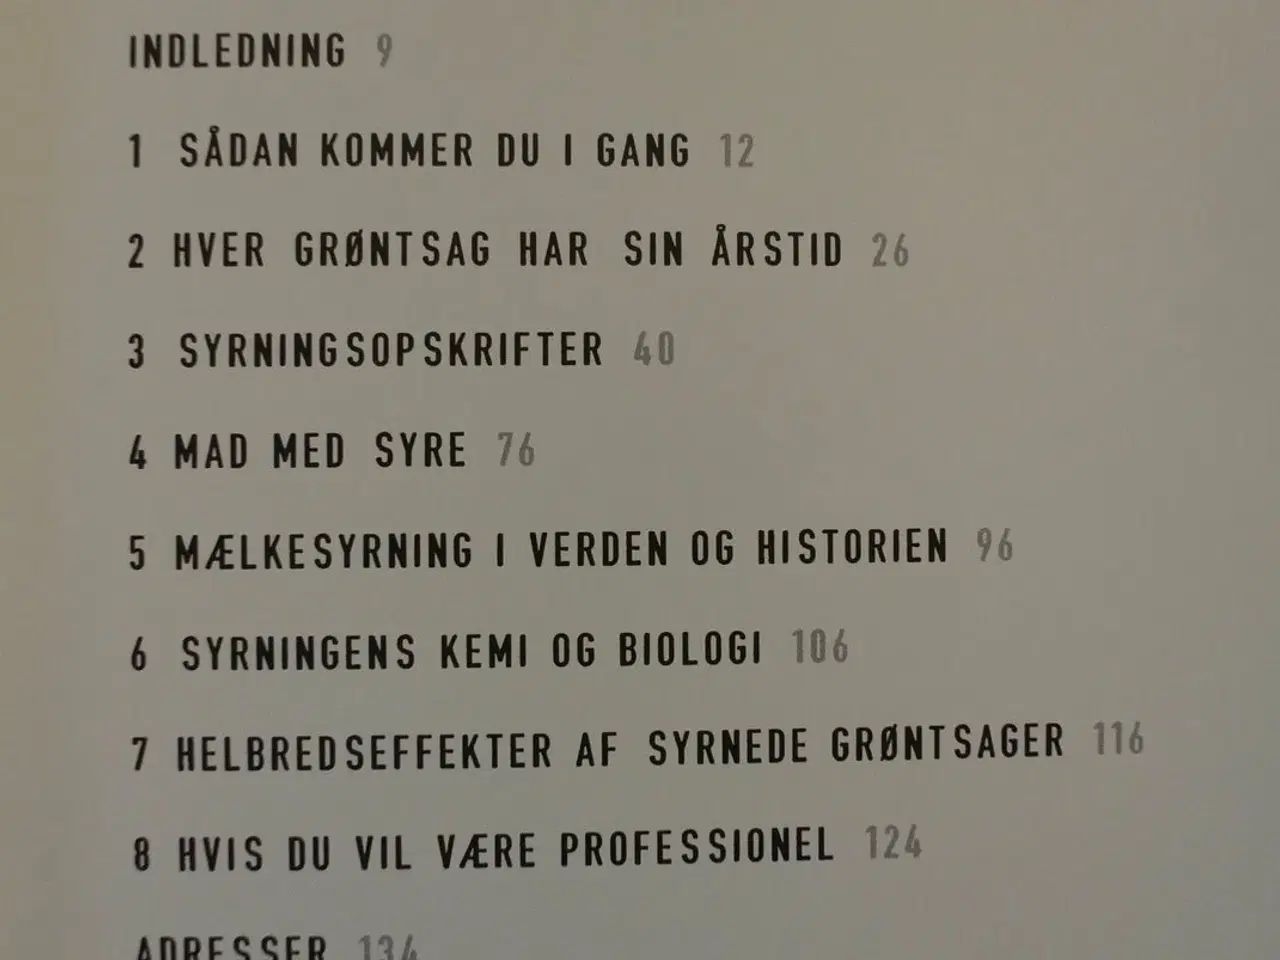 INDLEDNING 9
1 SÅDAN KOMMER DU I GANG 12
2 HVER GRØNTSAG HAR SIN ÅRSTID 26
3 SYRNINGSOPSKRIFTER 40
4 MAD MED SYRE 76
5 MÆLKESYRNING I VERDEN OG HISTORIEN 96
6 SYRNINGENS KEMI OG BIOLOGI 106
7 HELBREDSEFFEKTER AF SYRNEDE GRØNTSAGER 116
8 HVIS DU VIL VÆRE PROFESSIONEL 124
ADRESSER 134